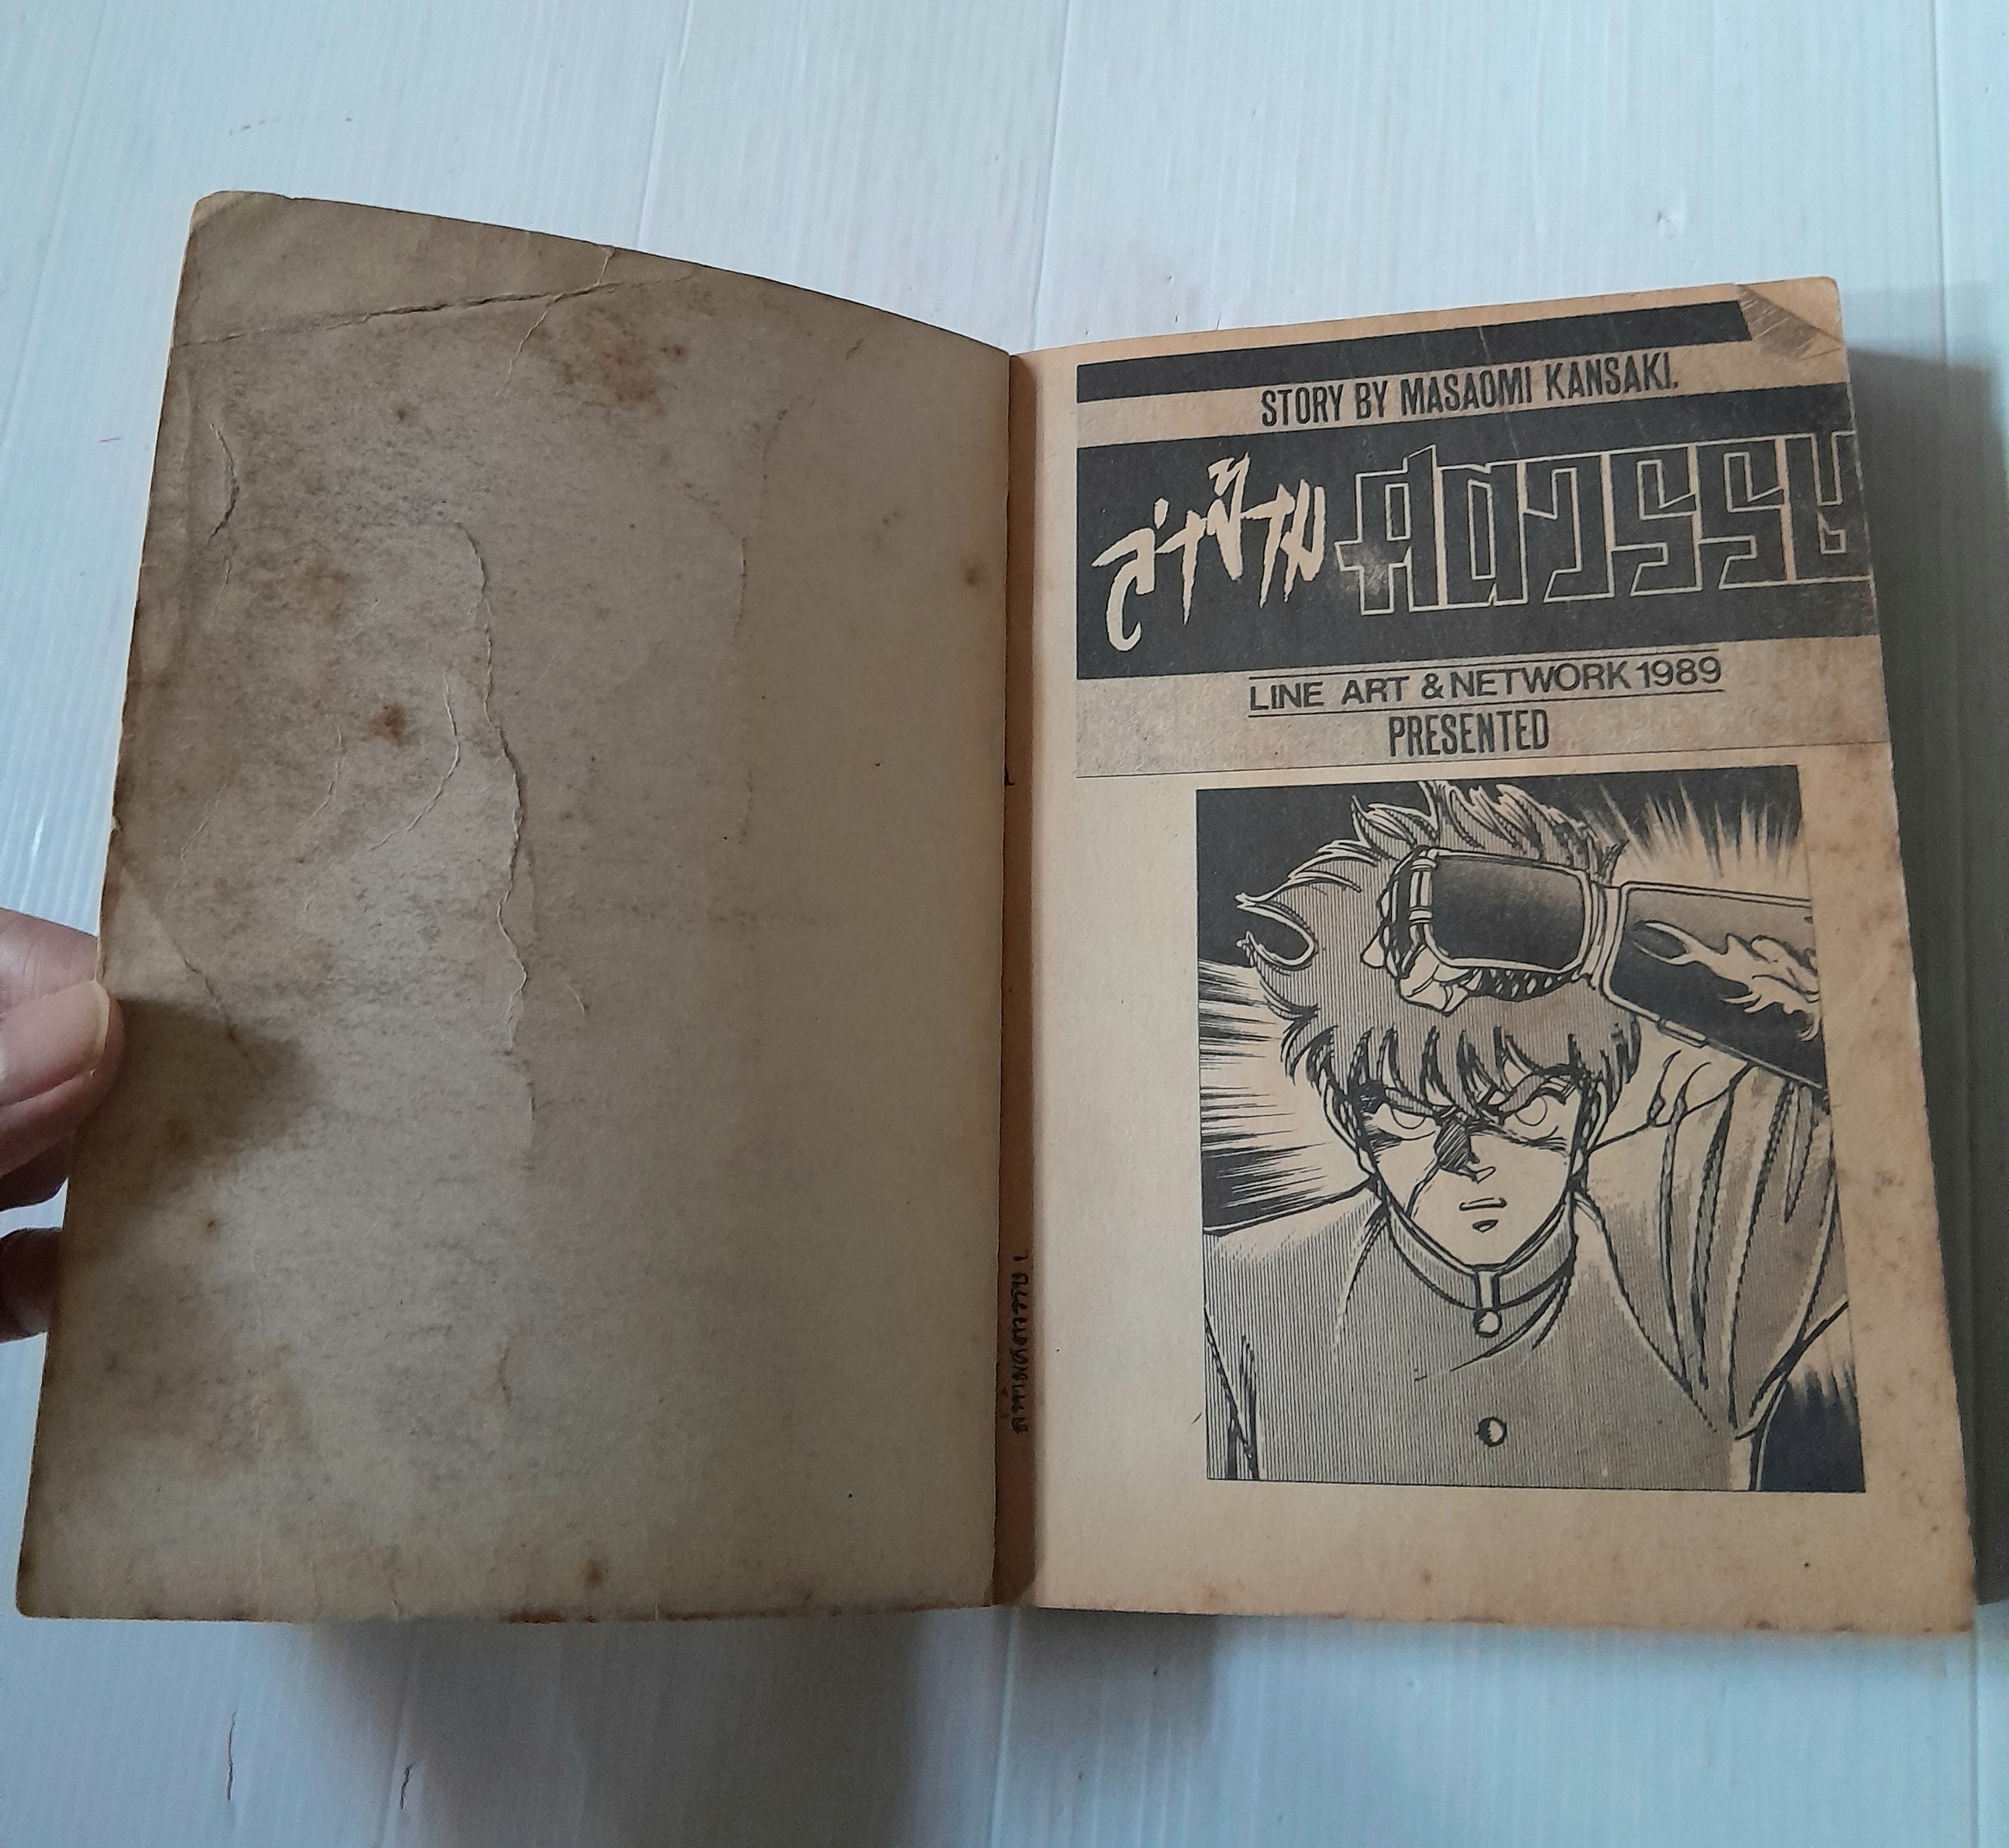 STORY BY MASAOMI KANSAKI.
ล่าข้ามศตวรรษ
LINE ART & NETWORK 1989
PRESENTED